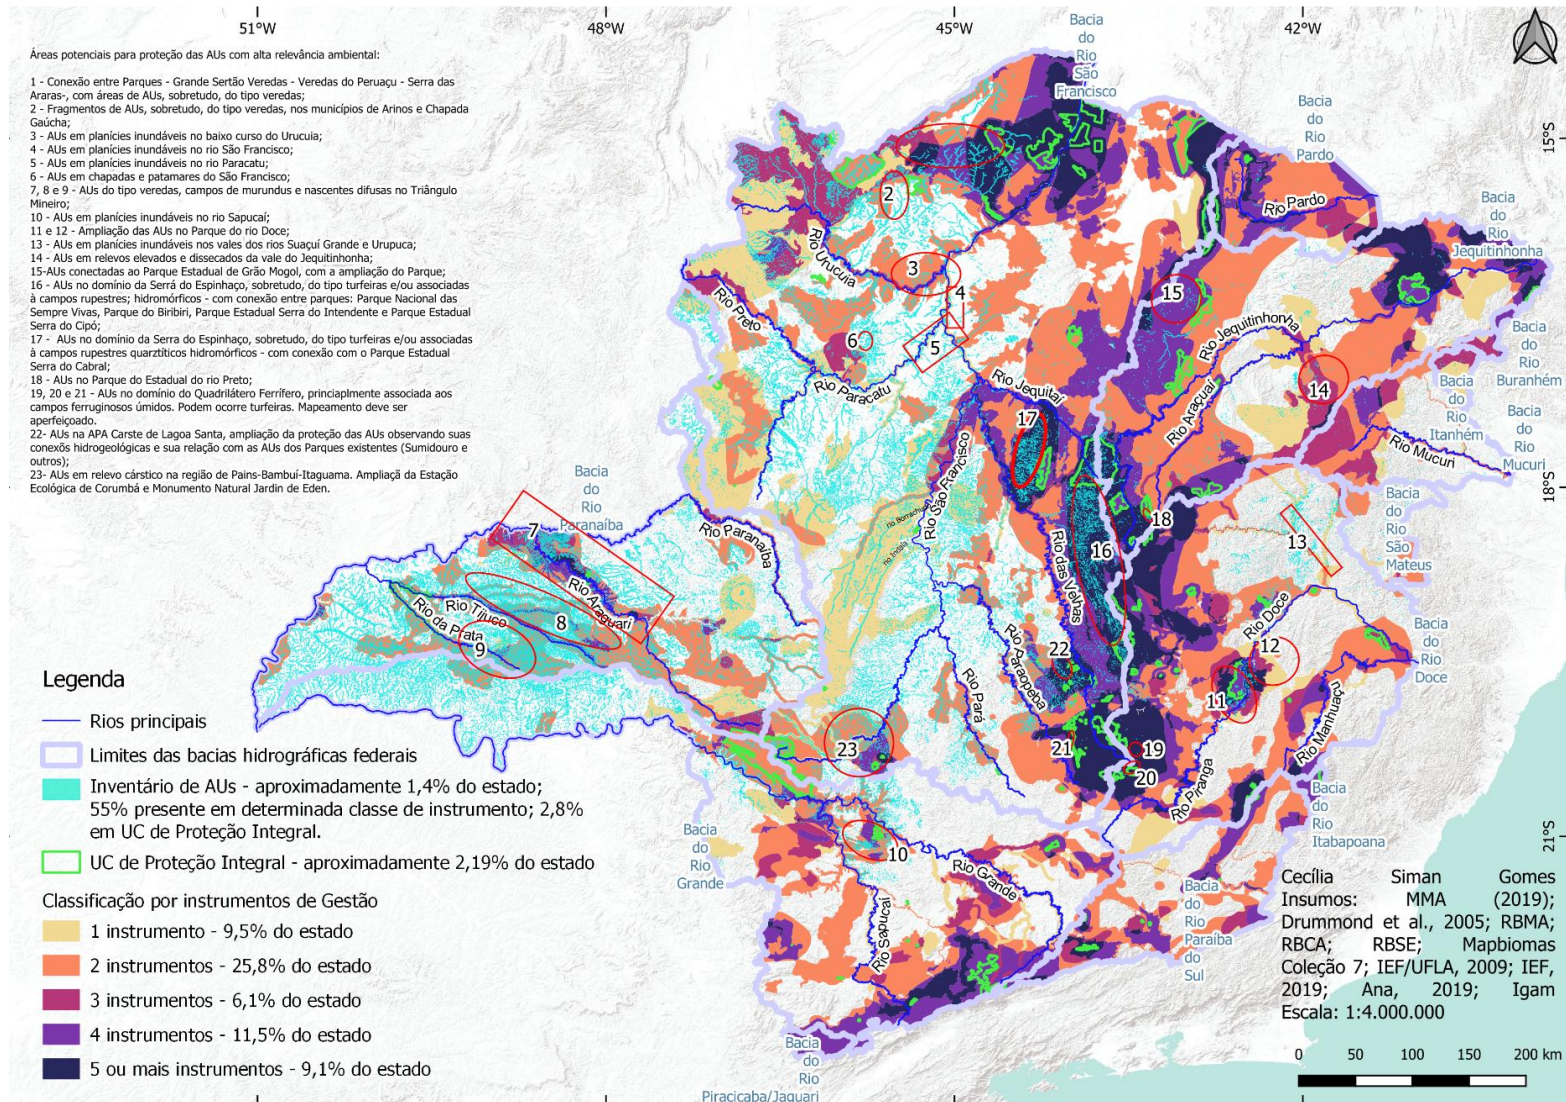 51°W
48°W
45°W
42°W
Áreas potenciais para proteção das AUs com alta relevância ambiental:
1 - Conexão entre Parques - Grande Sertão Veredas - Veredas do Peruaçu - Serra das
Araras-, com áreas de AUs, sobretudo, do tipo veredas;
2 - Fragmentos de AUs, sobretudo, do tipo veredas, nos municípios de Arinos e Chapada
Gaúcha;
3 - AUs em planícies inundáveis no baixo curso do Urucuia;
4 - AUs em planícies inundáveis no rio São Francisco;
5 - AUs em planícies inundáveis no rio Paracatu;
6 - AUs em chapadas e patamares do São Francisco;
7, 8 e 9 - AUs do tipo veredas, campos de murundus e nascentes difusas no Triângulo
Mineiro;
10 - AUs em planícies inundáveis no rio Sapucaí;
11 e 12 - Ampliação das AUs no Parque do rio Doce;
13 - AUs em planícies inundáveis nos vales dos rios Suaçuí Grande e Urupuca;
14 - AUs em relevos elevados e dissecados da vale do Jequitinhonha;
15-AUs conectadas ao Parque Estadual de Grão Mogol, com a ampliação do Parque;
16 - AUs no domínio da Serrá do Espinhaço, sobretudo, do tipo turfeiras e/ou associadas
à campos rupestres; hidromórficos - com conexão entre parques: Parque Nacional das
Sempre Vivas, Parque do Biribiri, Parque Estadual Serra do Intendente e Parque Estadual
Serra do Cipó;
17 - AUs no domínio da Serra do Espinhaço, sobretudo, do tipo turfeiras e/ou associadas
à campos rupestres quarztíticos hidromórficos - com conexão com o Parque Estadual
Serra do Cabral;
18 - AUs no Parque do Estadual do rio Preto;
19, 20 e 21 - AUs no domínio do Quadrilátero Ferrífero, princiaplmente associada aos
campos ferruginosos úmidos. Podem ocorre turfeiras. Mapeamento deve ser
aperfeiçoado.
22- AUs na APA Carste de Lagoa Santa, ampliação da proteção das AUs observando suas
conexõs hidrogeológicas e sua relação com as AUs dos Parques existentes (Sumidouro e
outros);
23- AUs em relevo cárstico na região de Pains-Bambuí-Itaguama. Ampliaçã da Estação
Ecológica de Corumbá e Monumento Natural Jardin de Eden.
Bacia
do
Rio
São
Francisco
Bacia
do
Rio
Pardo
Bacia
do
Rio
Jequitinnonha
Bacia
do
Rio
Buranhém
Bacia
do
Rio
Itanhém
Bacia
do
Rio
Mucuri
Bacia
do
Rio
São
Mateus
Bacia
do
Rio
Doce
Bacia
do
Rio
Itabapoana
Bacia
do
Rio
Paraíba
do
Sul
Bacia
do
Rio
Piracicaba/Jaguari
Bacia
do
Rio
Grande
Bacia
do
Rio
Paranaíba
15°S
18°S
21°S
2
3
4
5
6
7
8
9
10
11
12
13
14
15
16
17
18
19
20
21
22
23
Rio Pardo
Rio Urucuia
Rio Preto
Rio Paracatu
Rio Jequitaí
Rio Jequitinhonha
Rio Araçuaí
Rio Mucuri
Rio São Francisco
rio Borrachudo
rio Indaiá
Rio das Velhas
Rio Paranaíba
Rio Araguari
Rio Tijuco
Rio da Prata
Rio Paraopeba
Rio Pará
Rio Doce
Rio Manhuaçu
Rio Piranga
Rio Grande
Rio Sapucaí
Legenda
Rios principais
Limites das bacias hidrográficas federais
Inventário de AUs - aproximadamente 1,4% do estado;
55% presente em determinada classe de instrumento; 2,8%
em UC de Proteção Integral.
UC de Proteção Integral - aproximadamente 2,19% do estado
Classificação por instrumentos de Gestão
1 instrumento - 9,5% do estado
2 instrumentos - 25,8% do estado
3 instrumentos - 6,1% do estado
4 instrumentos - 11,5% do estado
5 ou mais instrumentos - 9,1% do estado
Cecília Siman Gomes
Insumos: MMA (2019);
Drummond et al., 2005; RBMA;
RBCA; RBSE; Mapbiomas
Coleção 7; IEF/UFLA, 2009; IEF,
2019; Ana, 2019; Igam
Escala: 1:4.000.000
0 50 100 150 200 km